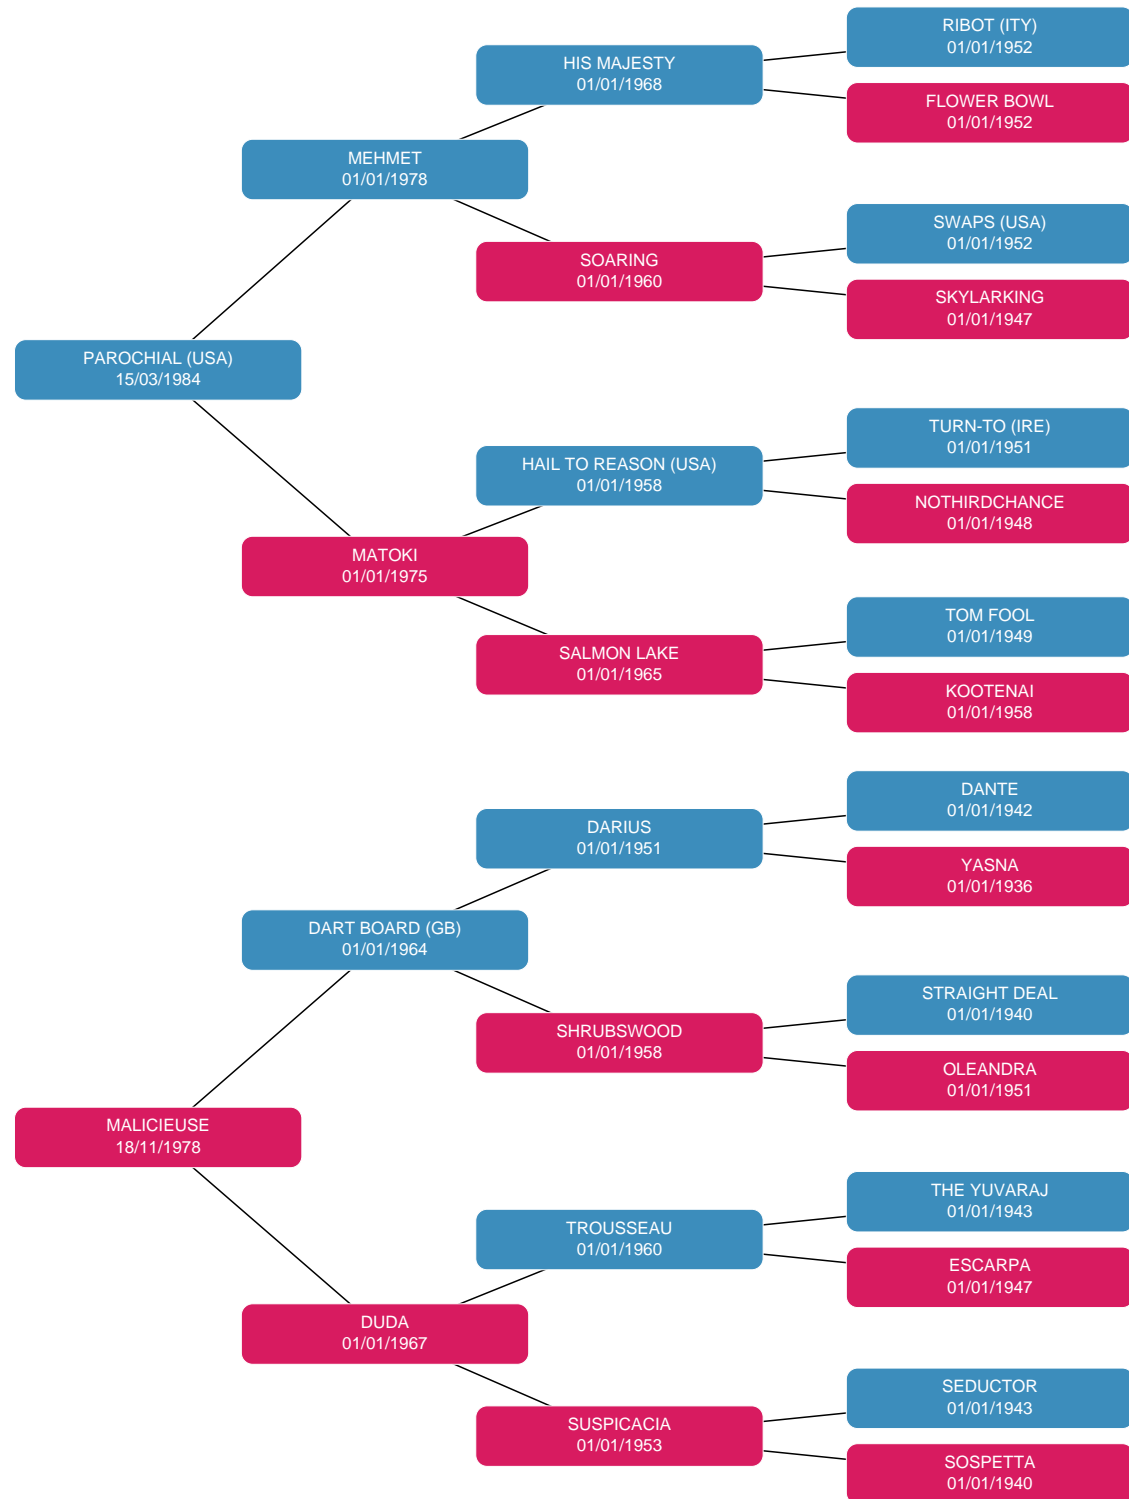 RIBOT (ITY)
01/01/1952
HIS MAJESTY
01/01/1968
FLOWER BOWL
01/01/1952
MEHMET
01/01/1978
SWAPS (USA)
01/01/1952
SOARING
01/01/1960
SKYLARKING
01/01/1947
PAROCHIAL (USA)
15/03/1984
TURN-TO (IRE)
01/01/1951
HAIL TO REASON (USA)
01/01/1958
NOTHIRDCHANCE
01/01/1948
MATOKI
01/01/1975
TOM FOOL
01/01/1949
SALMON LAKE
01/01/1965
KOOTENAI
01/01/1958
DANTE
01/01/1942
DARIUS
01/01/1951
YASNA
01/01/1936
DART BOARD (GB)
01/01/1964
STRAIGHT DEAL
01/01/1940
SHRUBSWOOD
01/01/1958
OLEANDRA
01/01/1951
MALICIEUSE
18/11/1978
THE YUVARAJ
01/01/1943
TROUSSEAU
01/01/1960
ESCARPA
01/01/1947
DUDA
01/01/1967
SEDUCTOR
01/01/1943
SUSPICACIA
01/01/1953
SOSPETTA
01/01/1940